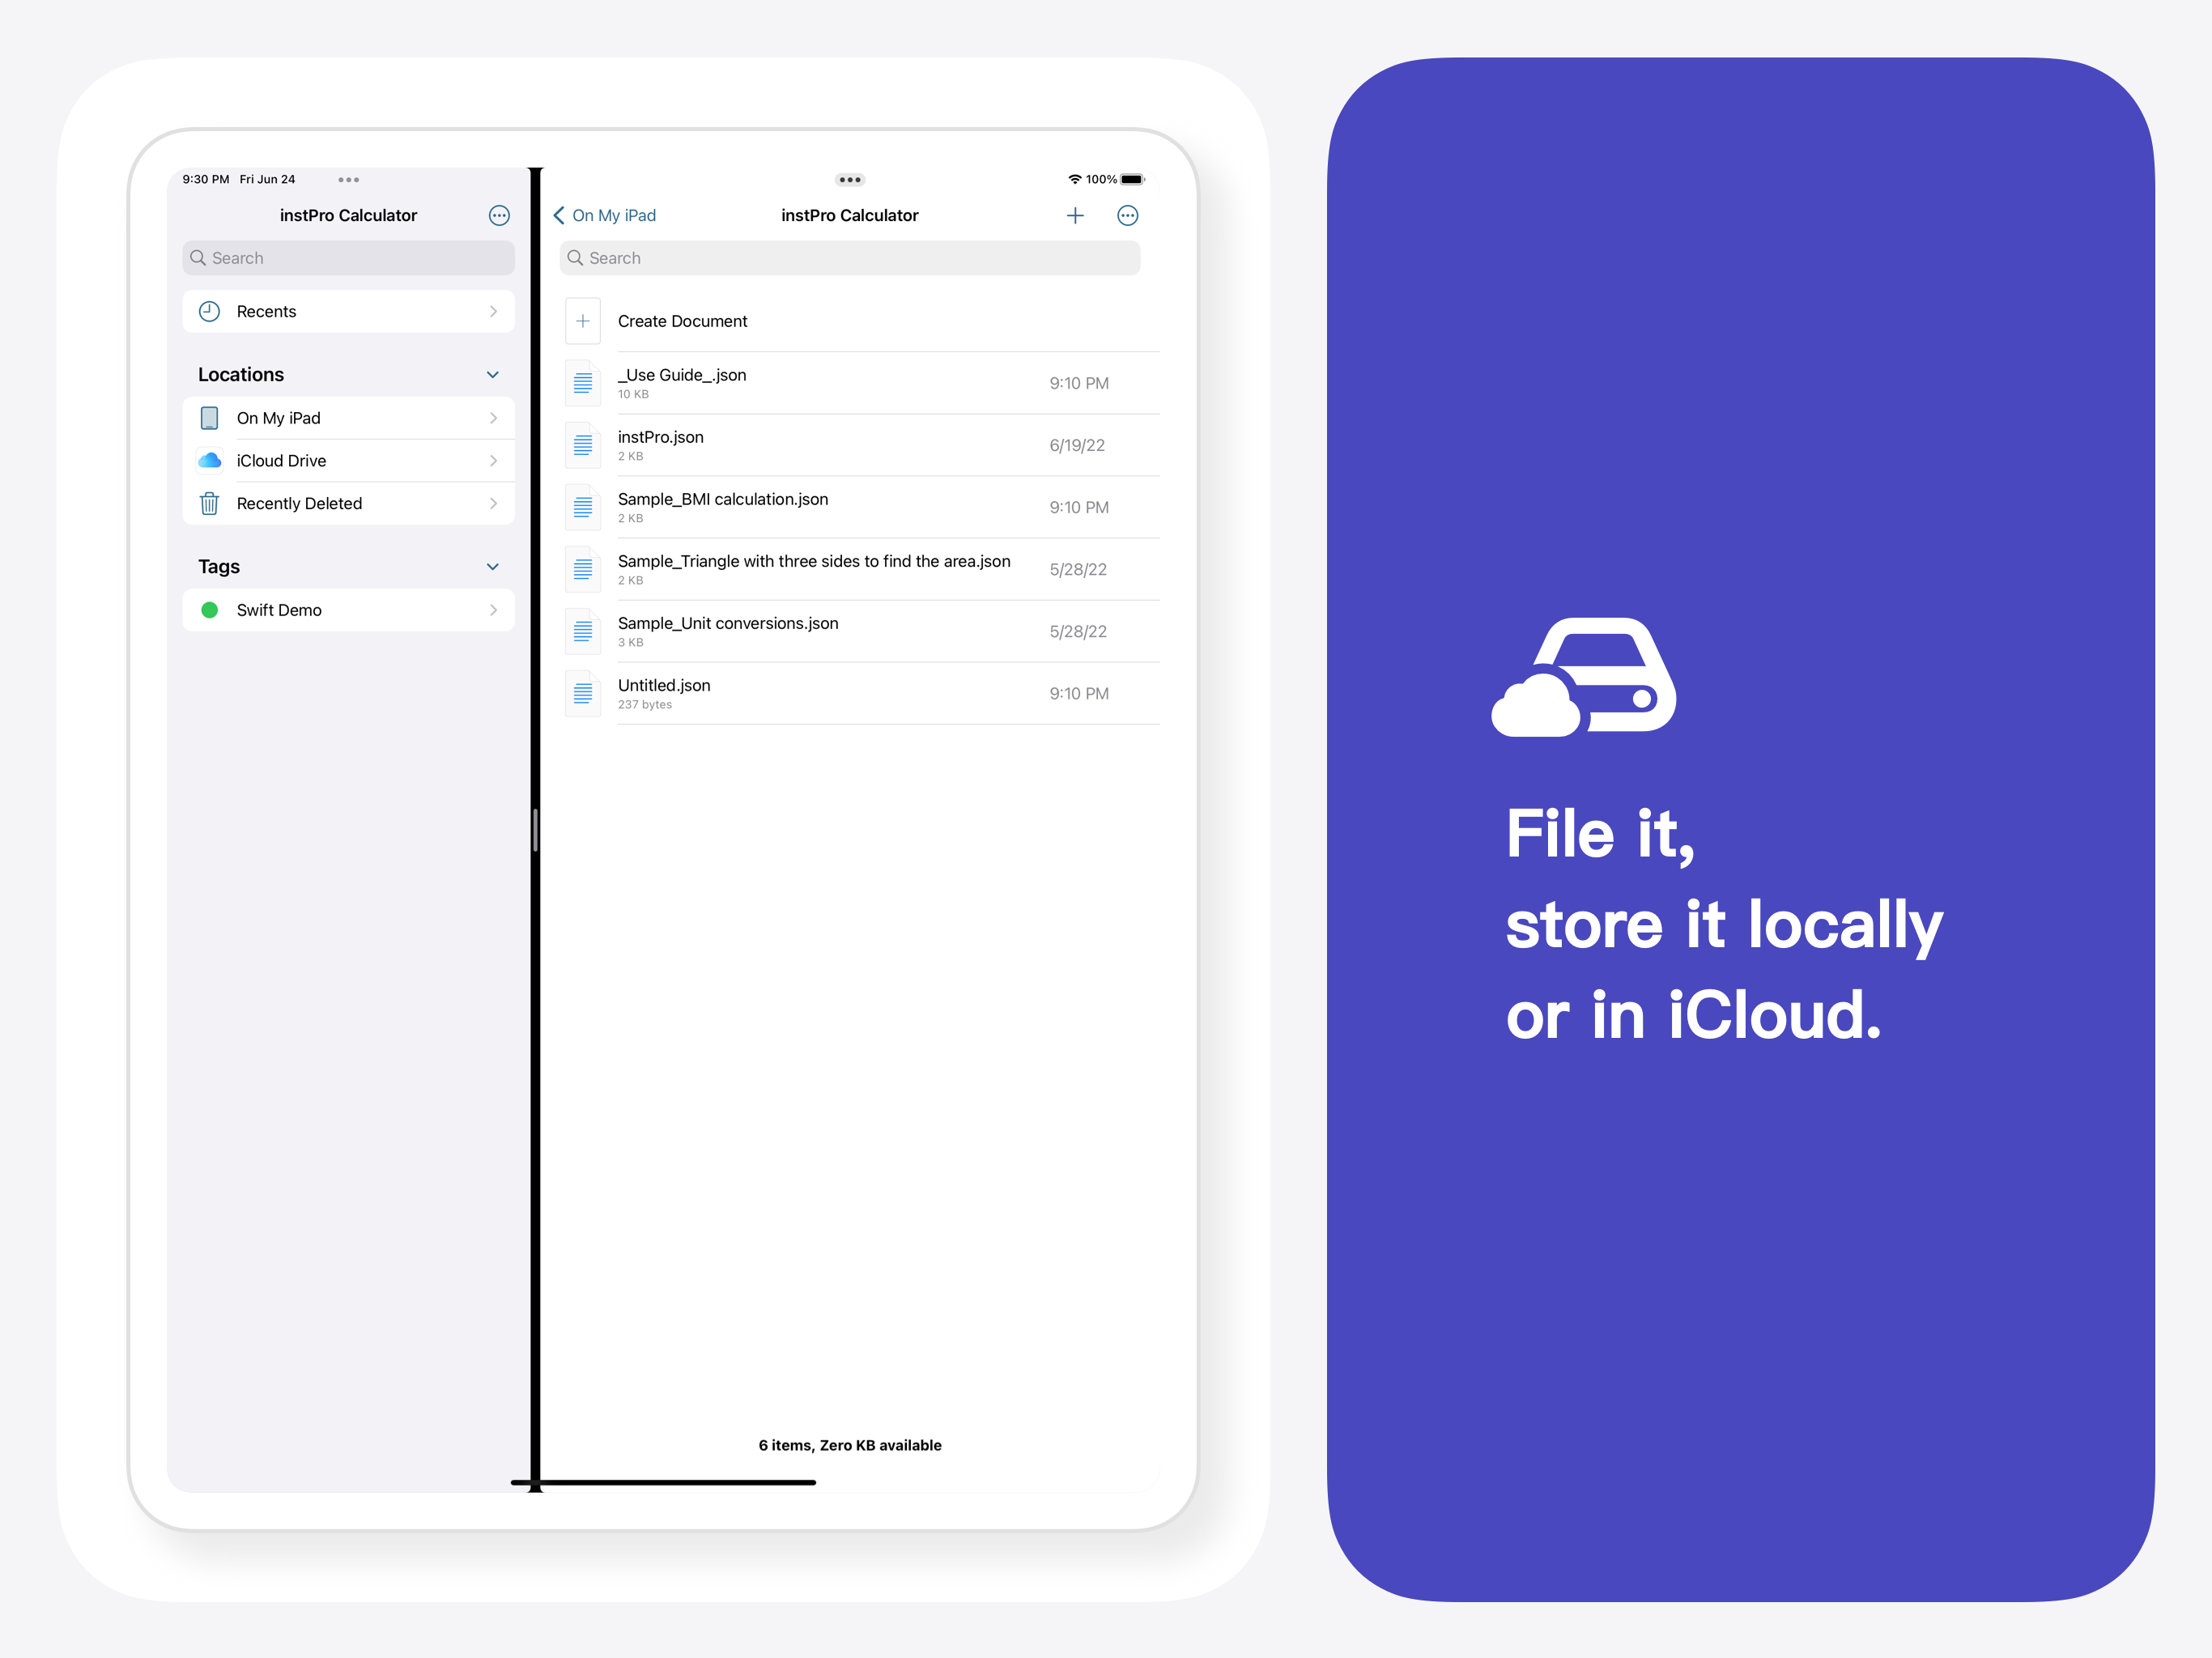 9:30 PM Fri Jun 24
instPro Calculator
Search
Recents
Locations
On My iPad
iCloud Drive
Recently Deleted
Tags
Swift Demo
100%
On My iPad
instPro Calculator
Search
Create Document
_Use Guide_.json
10 KB
9:10 PM
instPro.json
2 KB
6/19/22
Sample_BMI calculation.json
2 KB
9:10 PM
Sample_Triangle with three sides to find the area.json
2 KB
5/28/22
Sample_Unit conversions.json
3 KB
5/28/22
Untitled.json
237 bytes
9:10 PM
6 items, Zero KB available
File it,
store it locally
or in iCloud.